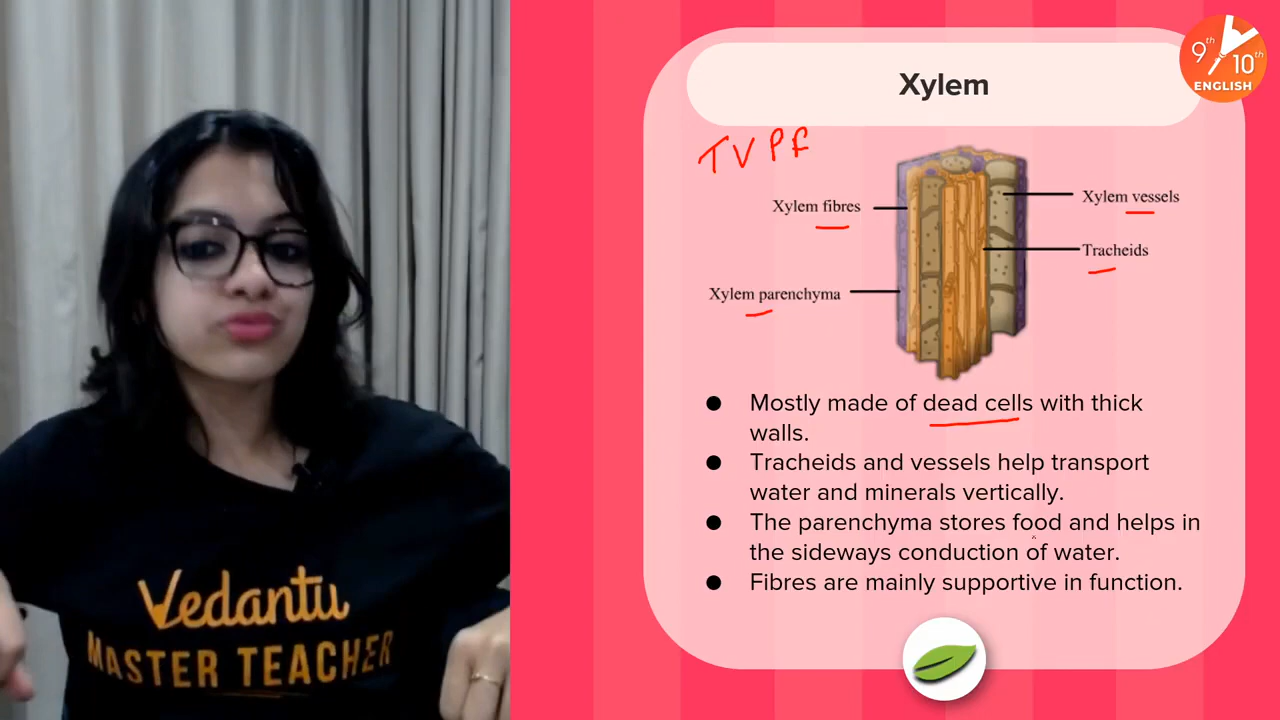 Xylem
9th
10th
ENGLISH
TVPF
Xylem fibres
Xylem vessels
Tracheids
Xylem parenchyma
● Mostly made of dead cells with thick
walls.
● Tracheids and vessels help transport
water and minerals vertically.
● The parenchyma stores food and helps in
the sideways conduction of water.
● Fibres are mainly supportive in function.
Vedantu
MASTER TEACHER